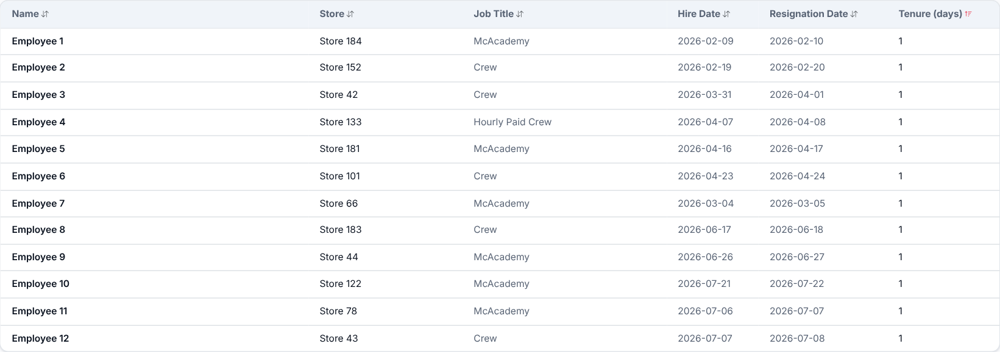 Name Store Job Title Hire Date Resignation Date Tenure (days)
Employee 1 Store 184 McAcademy 2026-02-09 2026-02-10 1
Employee 2 Store 152 Crew 2026-02-19 2026-02-20 1
Employee 3 Store 42 Crew 2026-03-31 2026-04-01 1
Employee 4 Store 133 Hourly Paid Crew 2026-04-07 2026-04-08 1
Employee 5 Store 181 McAcademy 2026-04-16 2026-04-17 1
Employee 6 Store 101 Crew 2026-04-23 2026-04-24 1
Employee 7 Store 66 McAcademy 2026-03-04 2026-03-05 1
Employee 8 Store 183 Crew 2026-06-17 2026-06-18 1
Employee 9 Store 44 McAcademy 2026-06-26 2026-06-27 1
Employee 10 Store 122 McAcademy 2026-07-21 2026-07-22 1
Employee 11 Store 78 McAcademy 2026-07-06 2026-07-07 1
Employee 12 Store 43 Crew 2026-07-07 2026-07-08 1